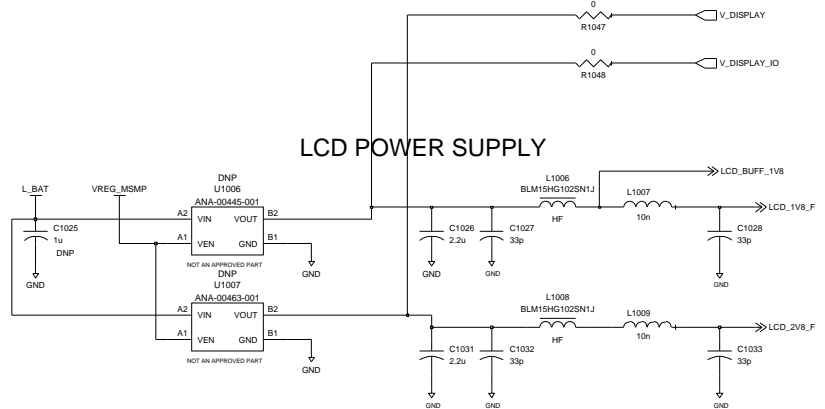 0
V_DISPLAY
R1047
0
V_DISPLAY_IO
R1048
LCD POWER SUPPLY
DNP
U1006
ANA-00445-001
L_BAT
VREG_MSMP
A2 VIN VOUT B2
A1 VEN GND B1
NOT AN APPROVED PART
C1025
1u
DNP
GND
GND
L1006
BLM15HG102SN1J
HF
LCD_BUFF_1V8
L1007
10n
LCD_1V8_F
C1026
2.2u
C1027
33p
C1028
33p
GND
GND
GND
DNP
U1007
ANA-00463-001
A2 VIN VOUT B2
A1 VEN GND B1
NOT AN APPROVED PART
GND
L1008
BLM15HG102SN1J
HF
L1009
10n
LCD_2V8_F
C1031
2.2u
C1032
33p
C1033
33p
GND
GND
GND